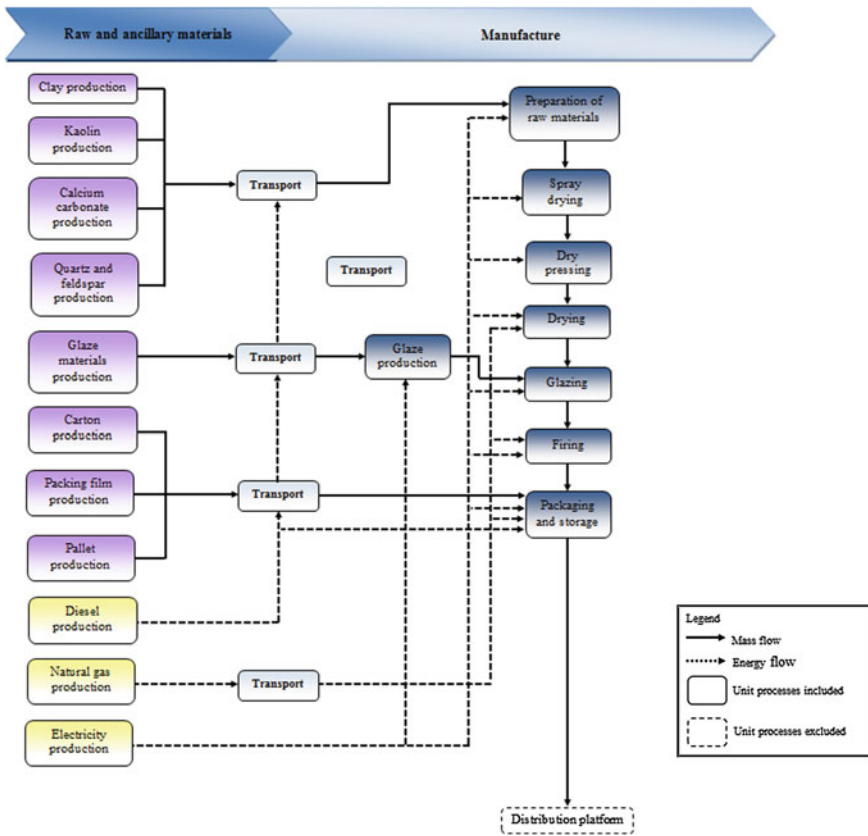 Raw and ancillary materials
Manufacture
Clay production
Kaolin
production
Calcium
carbonate
production
Quartz and
feldspar
production
Glaze
materials
production
Carton
production
Packing film
production
Pallet
production
Diesel
production
Natural gas
production
Electricity
production
Transport
Transport
Transport
Transport
Transport
Glaze
production
Preparation of
raw materials
Spray
drying
Dry
pressing
Drying
Glazing
Firing
Packaging
and storage
Distribution platform
Legend
Mass flow
Energy flow
Unit processes included
Unit processes excluded